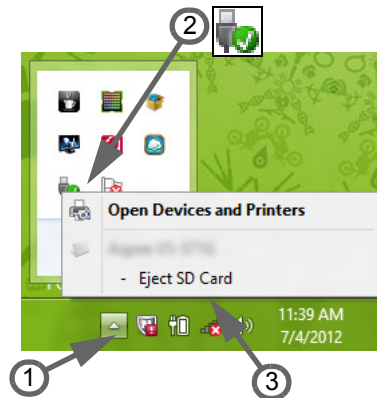 2
Open Devices and Printers
- Eject SD Card
11:39 AM
7/4/2012
1
3